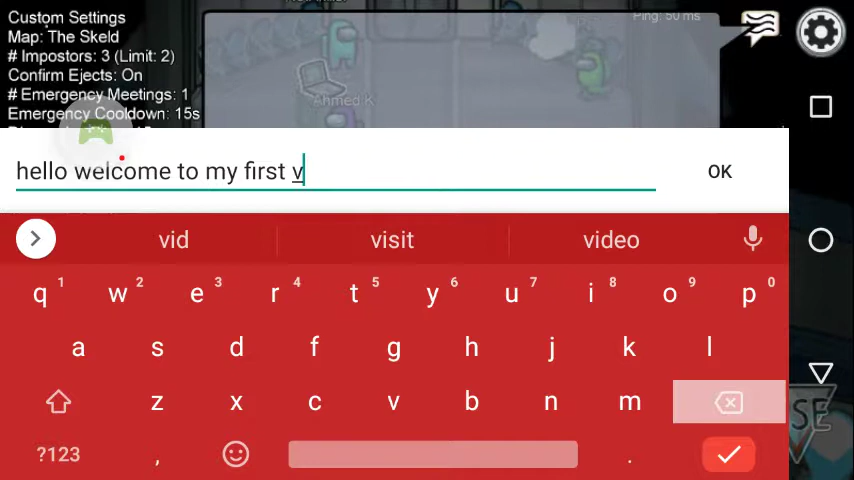 Custom Settings
Ping: 50 ms
Map: The Skeld
# Impostors: 3 (Limit: 2)
Confirm Ejects: On
# Emergency Meetings: 1
Emergency Cooldown: 15s
Ahmed K
hello welcome to my first v
OK
vid visit video
q 1 w 2 e 3 r 4 t 5 y 6 u 7 i 8 o 9 p 0
a s d f g h j k l
z x c v b n m
?123 , .
SE